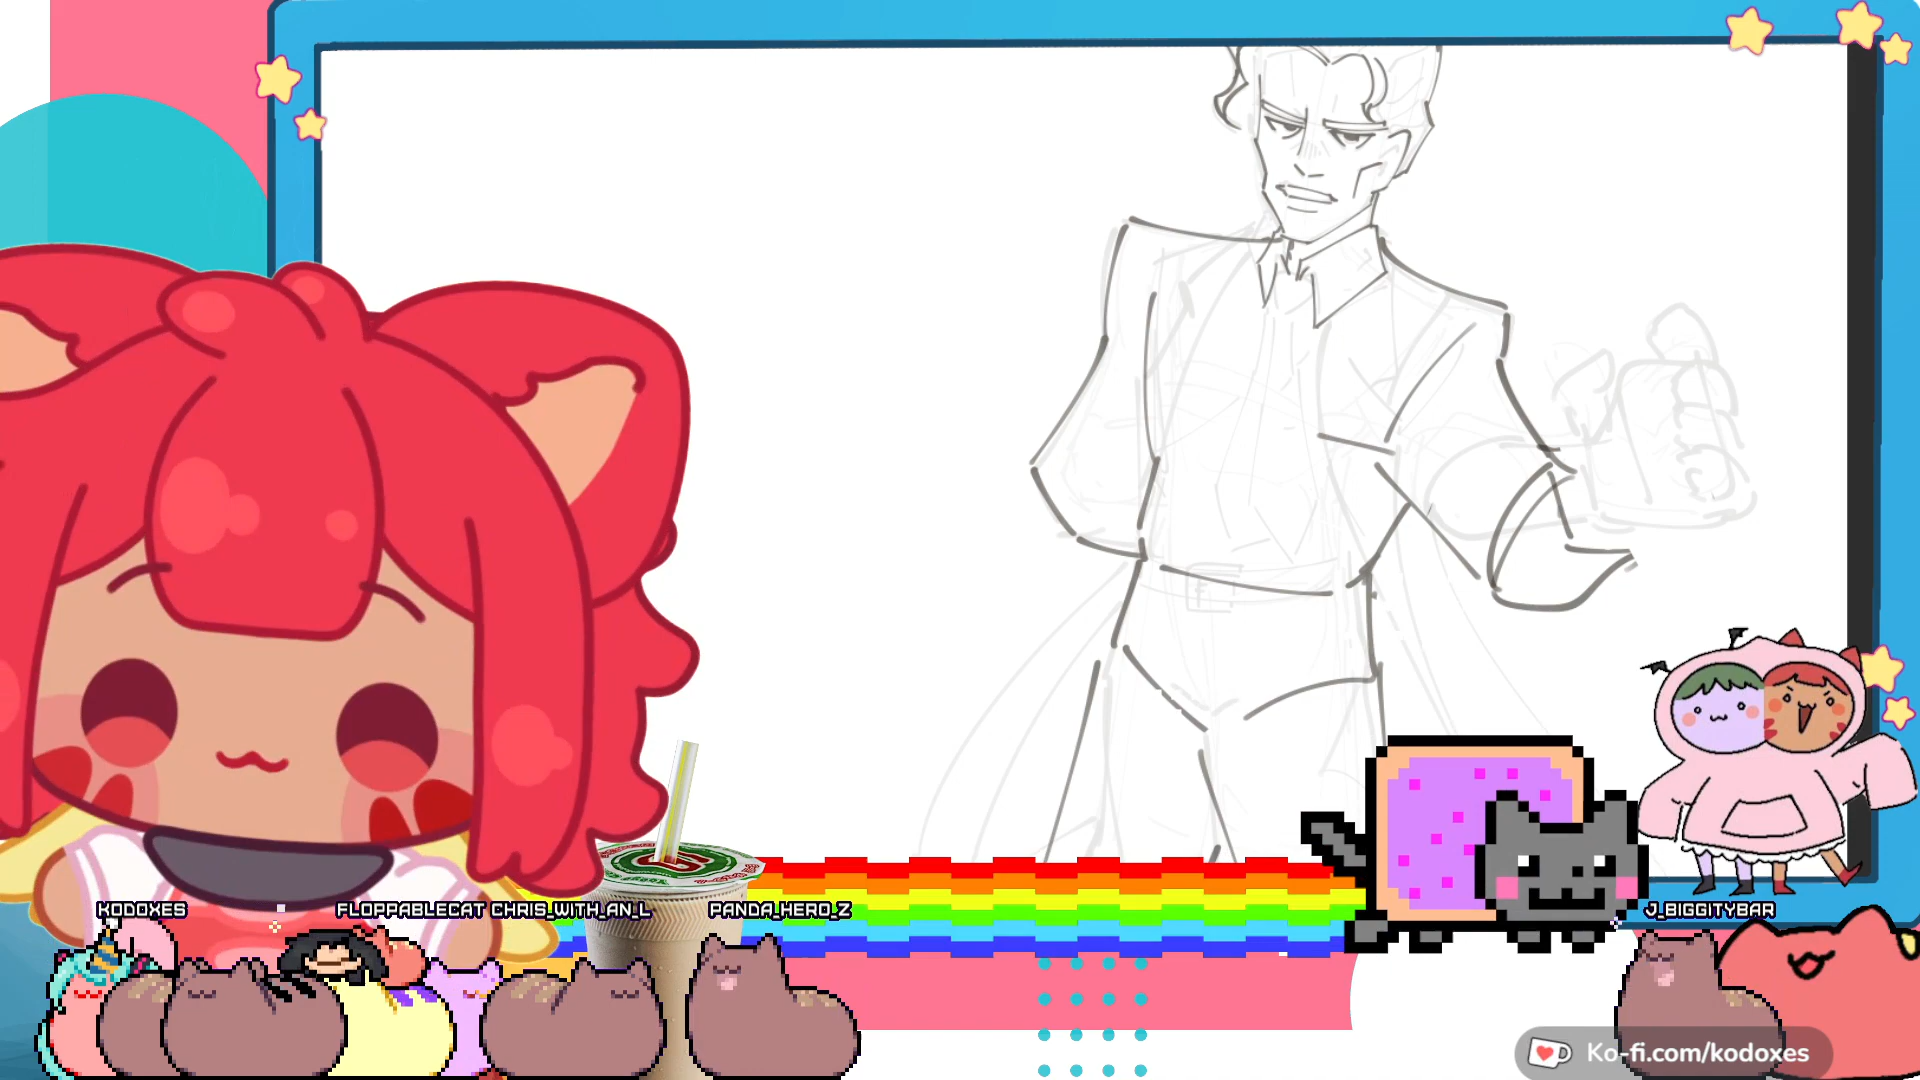 KODOXES
FLOPPABLECAT CHRIS_WITH_AN_L
PANDA_HERO_Z
J_BIGGITYBAR
Ko-fi.com/kodoxes